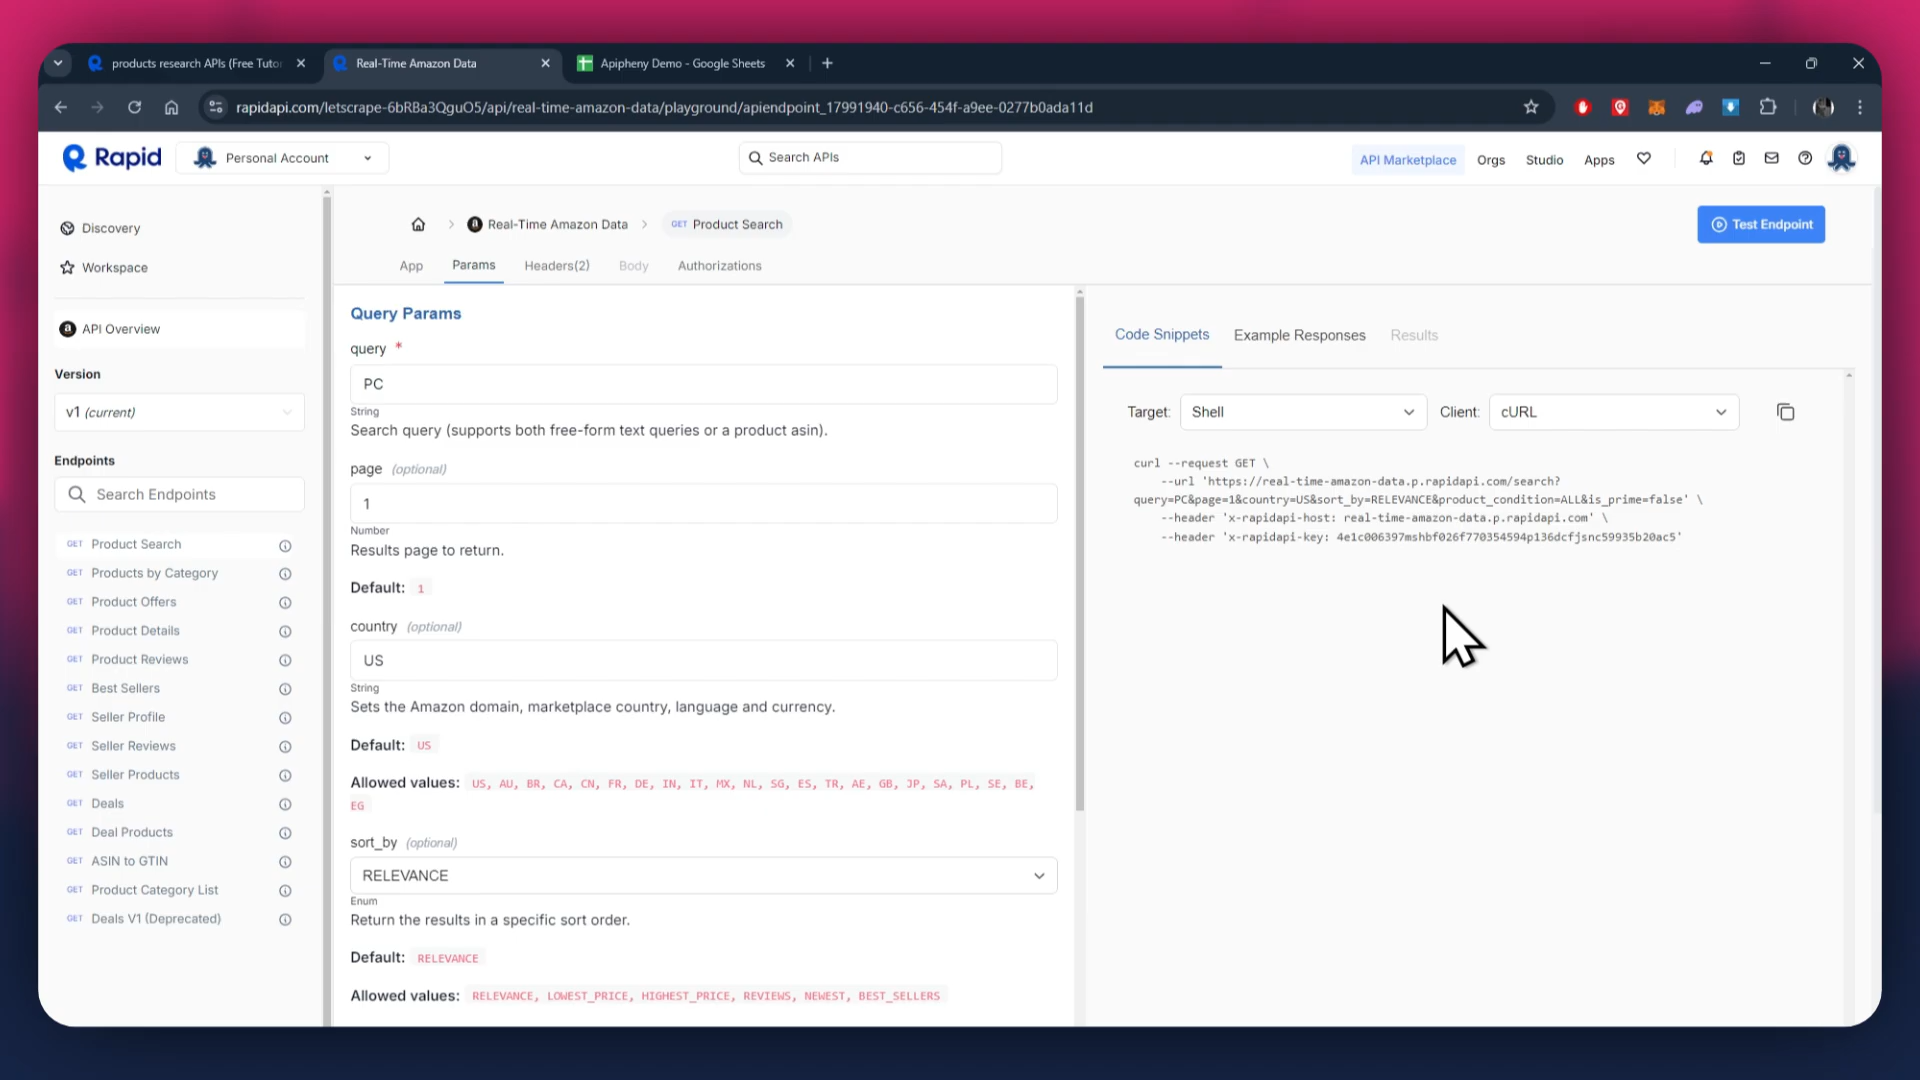 products research APIs (Free Tutor
Real-Time Amazon Data
Apipheny Demo - Google Sheets
rapidapi.com/letscrape-6bRBa3QguO5/api/real-time-amazon-data/playground/apiendpoint_17991940-c656-454f-a9ee-0277b0ada11d
Rapid
Personal Account
Search APIs
API Marketplace
Orgs
Studio
Apps
Discovery
Workspace
API Overview
Version
v1 (current)
Endpoints
Search Endpoints
GET Product Search
GET Products by Category
GET Product Offers
GET Product Details
GET Product Reviews
GET Best Sellers
GET Seller Profile
GET Seller Reviews
GET Seller Products
GET Deals
GET Deal Products
GET ASIN to GTIN
GET Product Category List
GET Deals V1 (Deprecated)
Real-Time Amazon Data
GET Product Search
Test Endpoint
App
Params
Headers(2)
Body
Authorizations
Query Params
query *
PC
String
Search query (supports both free-form text queries or a product asin).
page (optional)
1
Number
Results page to return.
Default: 1
country (optional)
US
String
Sets the Amazon domain, marketplace country, language and currency.
Default: US
Allowed values: US, AU, BR, CA, CN, FR, DE, IN, IT, MX, NL, SG, ES, TR, AE, GB, JP, SA, PL, SE, BE,
EG
sort_by (optional)
RELEVANCE
Enum
Return the results in a specific sort order.
Default: RELEVANCE
Allowed values: RELEVANCE, LOWEST_PRICE, HIGHEST_PRICE, REVIEWS, NEWEST, BEST_SELLERS
Code Snippets
Example Responses
Results
Target: Shell
Client: cURL
curl --request GET \
--url 'https://real-time-amazon-data.p.rapidapi.com/search?
query=PC&page=1&country=US&sort_by=RELEVANCE&product_condition=ALL&is_prime=false' \
--header 'x-rapidapi-host: real-time-amazon-data.p.rapidapi.com' \
--header 'x-rapidapi-key: 4e1c006397mshbf026f770354594p136dcfjsnc59935b20ac5'